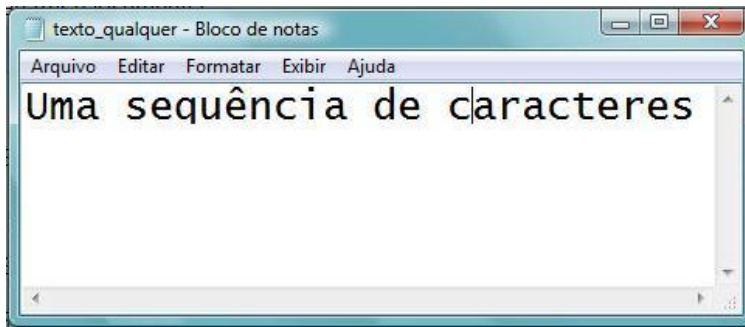 texto_qualquer - Bloco de notas
Arquivo Editar Formatar Exibir Ajuda
Uma sequência de caracteres